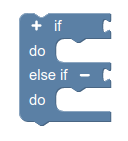 + if
do
else if −
do